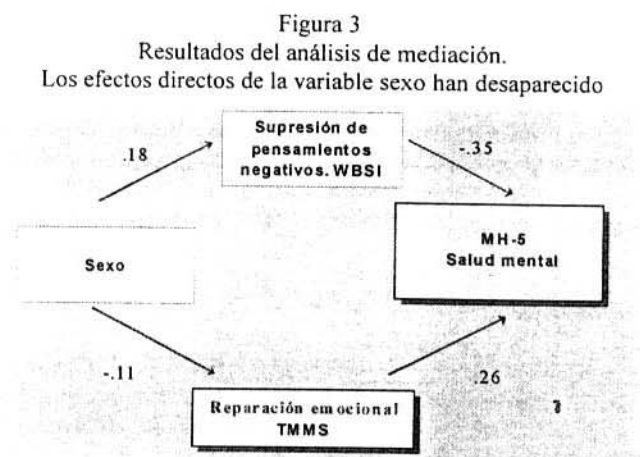 Figura 3
Resultados del análisis de mediación.
Los efectos directos de la variable sexo han desaparecido
Supresión de
pensamientos
negativos. WBSI
.18
-.35
Sexo
MH-5
Salud mental
-.11
.26
Reparación emocional
TMMS